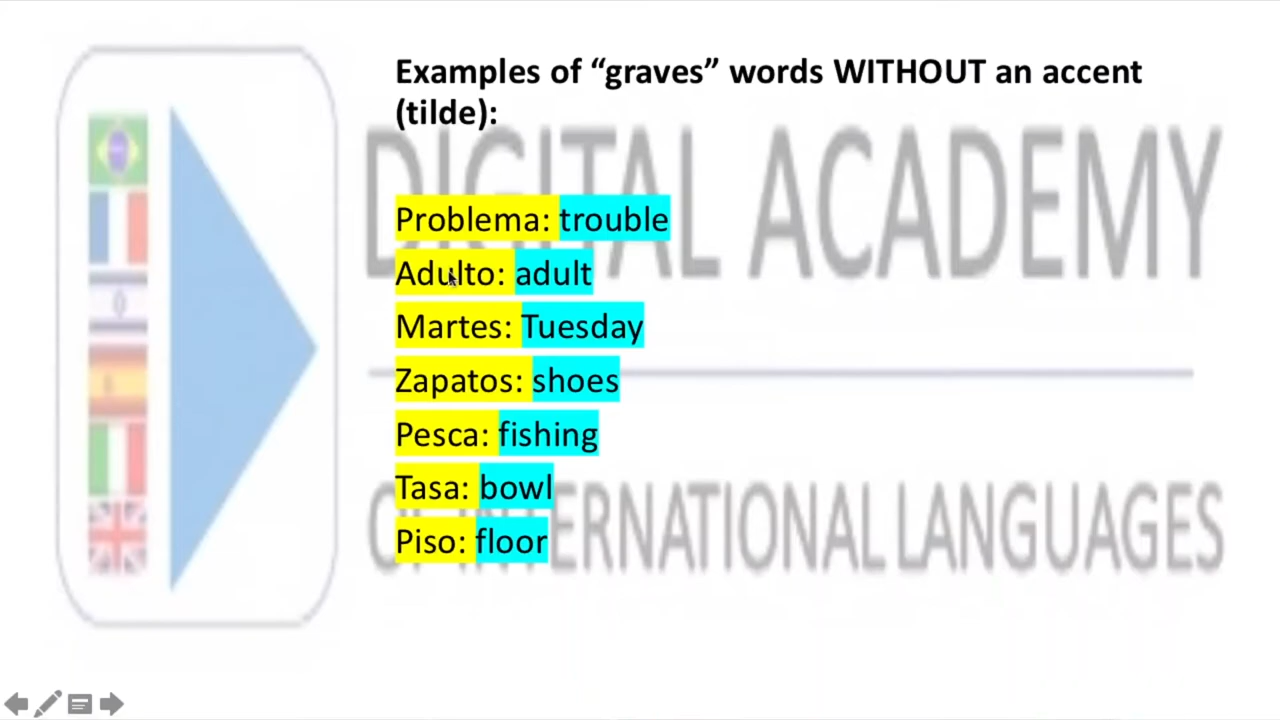 Examples of “graves” words WITHOUT an accent
(tilde):
DIGITAL ACADEMY
Problema: trouble
Adulto: adult
Martes: Tuesday
Zapatos: shoes
Pesca: fishing
Tasa: bowl
OF INTERNATIONAL LANGUAGES
Piso: floor